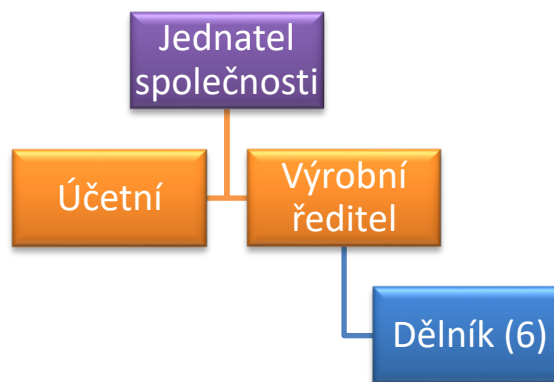 Jednatel
společnosti
Účetní
Výrobní
ředitel
Dělník (6)